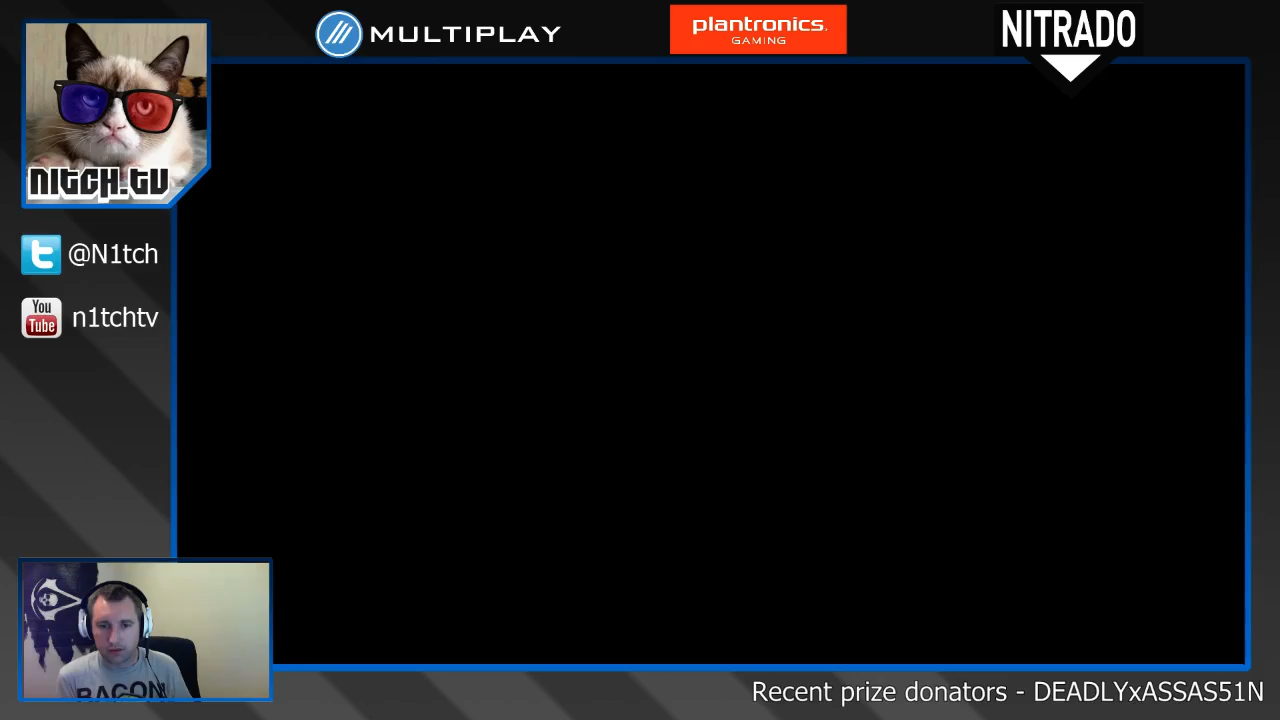 MULTIPLAY
plantronics.
GAMING
NITRADO
NITCH.TV
@N1tch
You
Tube
n1tchtv
BACON
Recent prize donators - DEADLYxASSAS51N